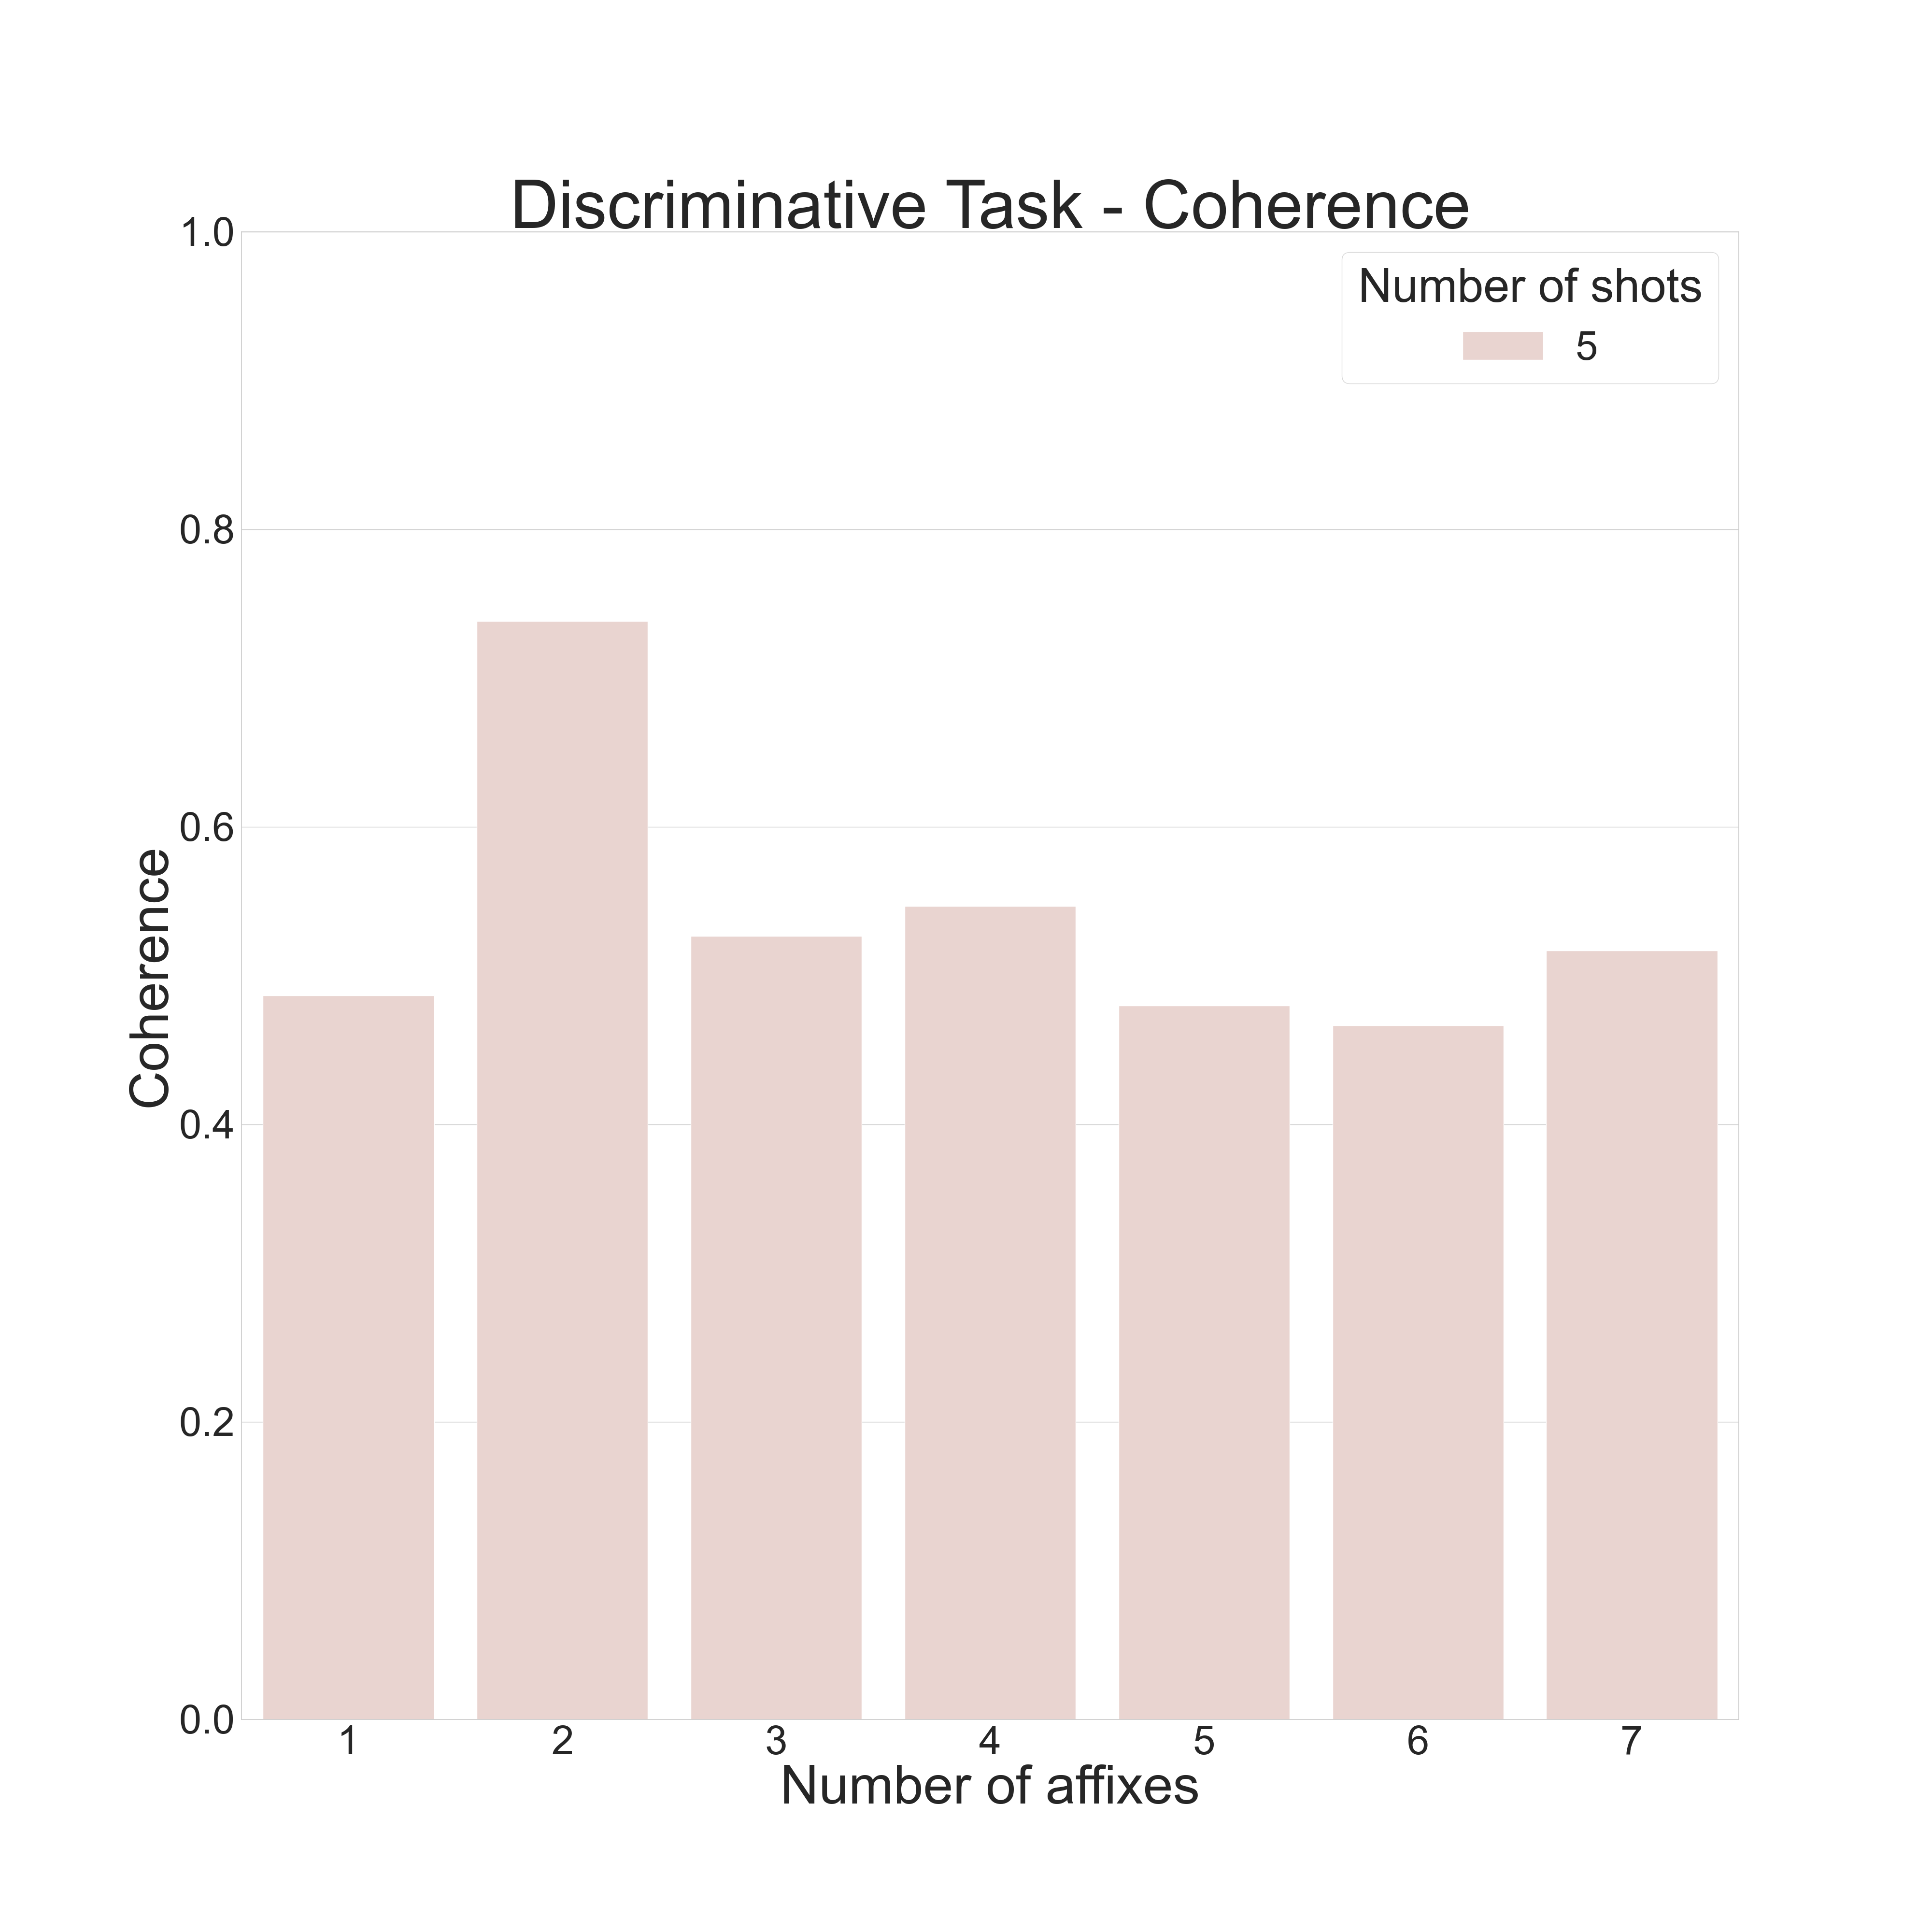 Discriminative Task - Coherence
Number of shots
5
1.0
0.8
0.6
0.4
0.2
0.0
Coherence
1 2 3 4 5 6 7
Number of affixes